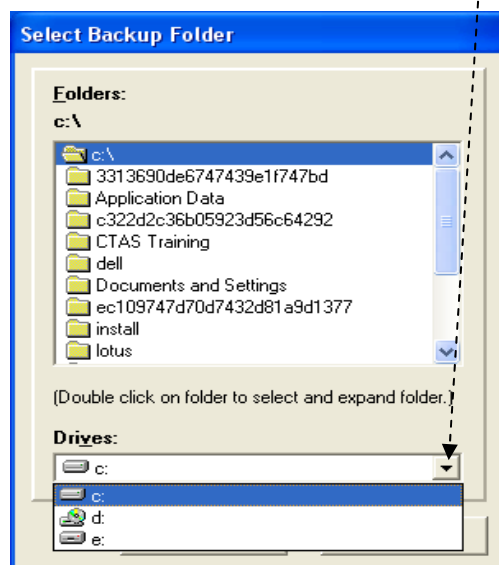 Select Backup Folder
Folders:
c:\
c:\
3313690de6747439e1f747bd
Application Data
c322d2c36b05923d56c64292
CTAS Training
dell
Documents and Settings
ec109747d70d7432d81a9d1377
install
lotus
(Double click on folder to select and expand folder.)
Drives:
c:
c:
d:
e: